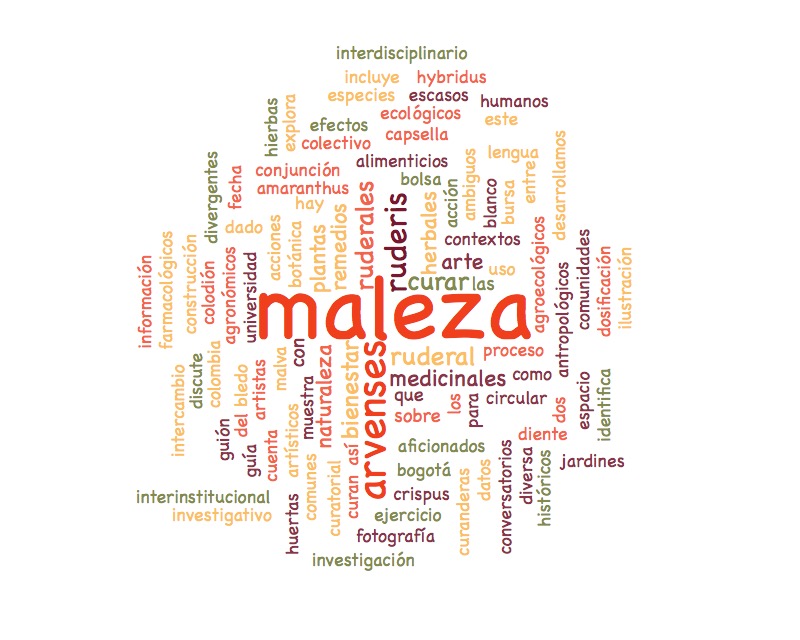 interdisciplinario
incluye
hybridus
especies
escasos
humanos
ecológicos
este
hierbas
explora
efectos
capsella
colectivo
alimenticios
lengua
desarrollamos
divergentes
fecha
conjunción
amaranthus
bolsa
ambiguos
entre
hay
ruderales
ruderis
herbales
acción
blanco
bursa
dado
acciones
botánica
plantas
remedios
contextos
arte
uso
información
farmacológicos
construcción
colodión
agronómicos
universidad
curar
las
agroecológicos
antropológicos
comunidades
dosificación
ilustración
maleza
ruderal
proceso
intercambio
discute
colombia
bledo
artistas
malva
con
naturaleza
bienestar
arvenses
medicinales
como
que
sobre
los
para
circular
dos
espacio
identifica
guión
del
guía
cuenta
artísticos
muestra
diente
aficionados
bogotá
crispus
ejercicio
fotografía
curanderas
datos
conversatorios
diversa
históricos
jardines
interinstitucional
investigativo
huertas
comunes
curatorial
curan
así
investigación